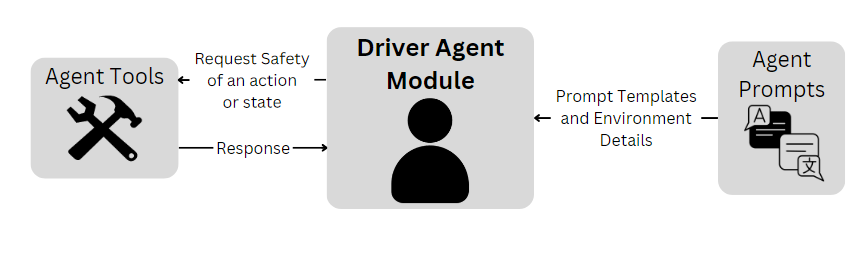 Agent Tools
Request Safety
of an action
or state
Response
Driver Agent
Module
Prompt Templates
and Environment
Details
Agent
Prompts
A
文